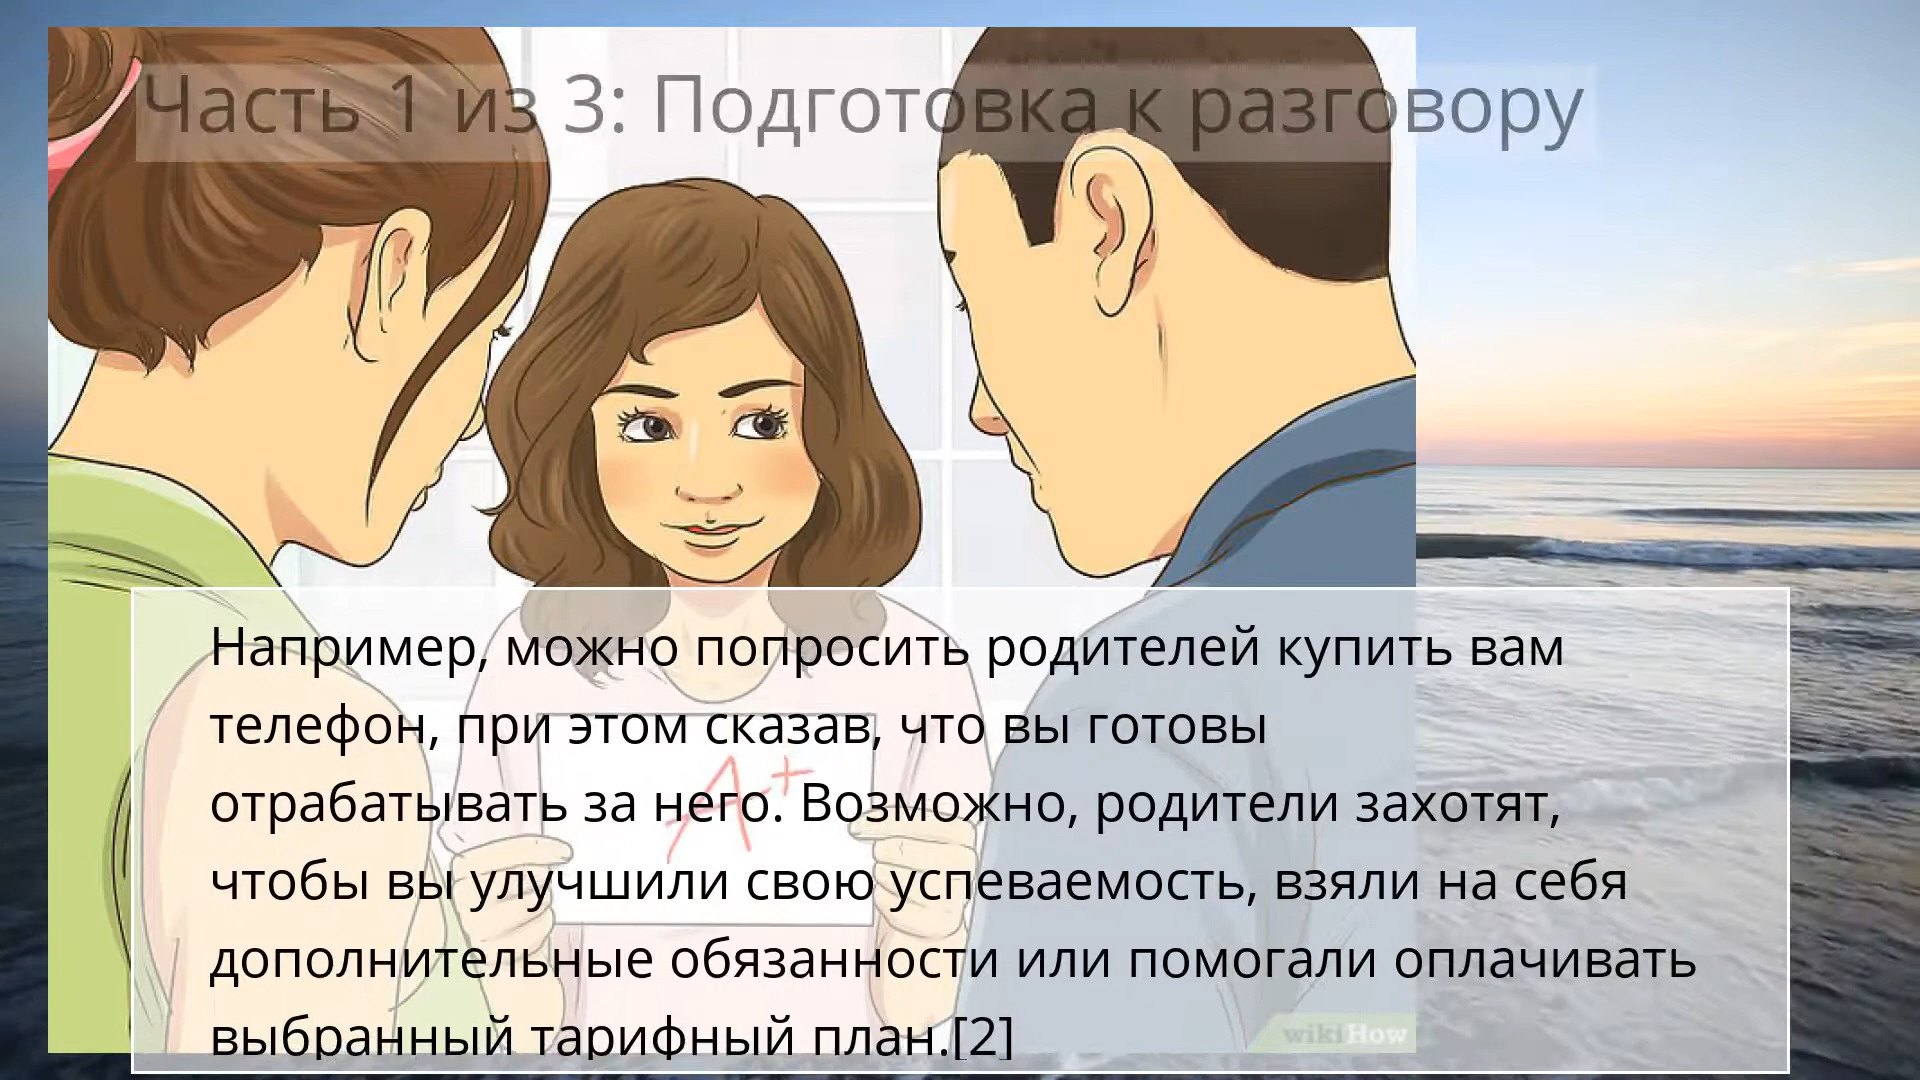 Часть 1 из 3: Подготовка к разговору
Например, можно попросить родителей купить вам
телефон, при этом сказав, что вы готовы
отрабатывать за него. Возможно, родители захотят,
чтобы вы улучшили свою успеваемость, взяли на себя
дополнительные обязанности или помогали оплачивать
выбранный тарифный план.[2]
A+
wikiHow